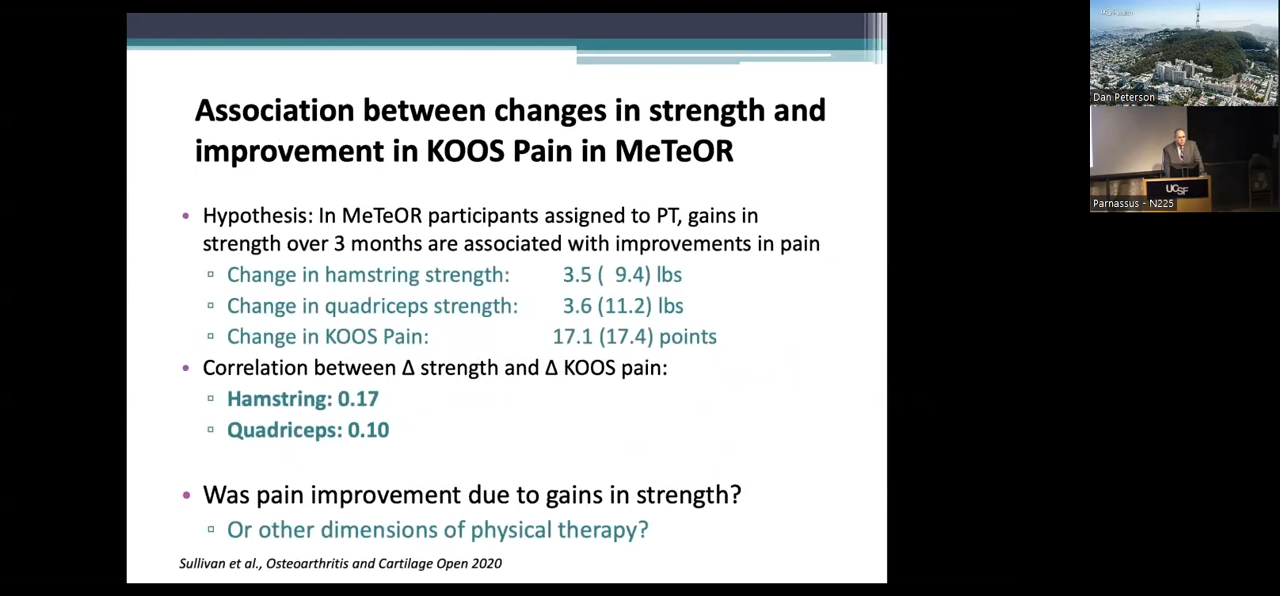 Association between changes in strength and
improvement in KOOS Pain in MeTeOR
• Hypothesis: In MeTeOR participants assigned to PT, gains in
strength over 3 months are associated with improvements in pain
▫ Change in hamstring strength: 3.5 ( 9.4) lbs
▫ Change in quadriceps strength: 3.6 (11.2) lbs
▫ Change in KOOS Pain: 17.1 (17.4) points
• Correlation between Δ strength and Δ KOOS pain:
▫ Hamstring: 0.17
▫ Quadriceps: 0.10
• Was pain improvement due to gains in strength?
▫ Or other dimensions of physical therapy?
Sullivan et al., Osteoarthritis and Cartilage Open 2020
Dan Peterson
UCSF
Parnassus - N225